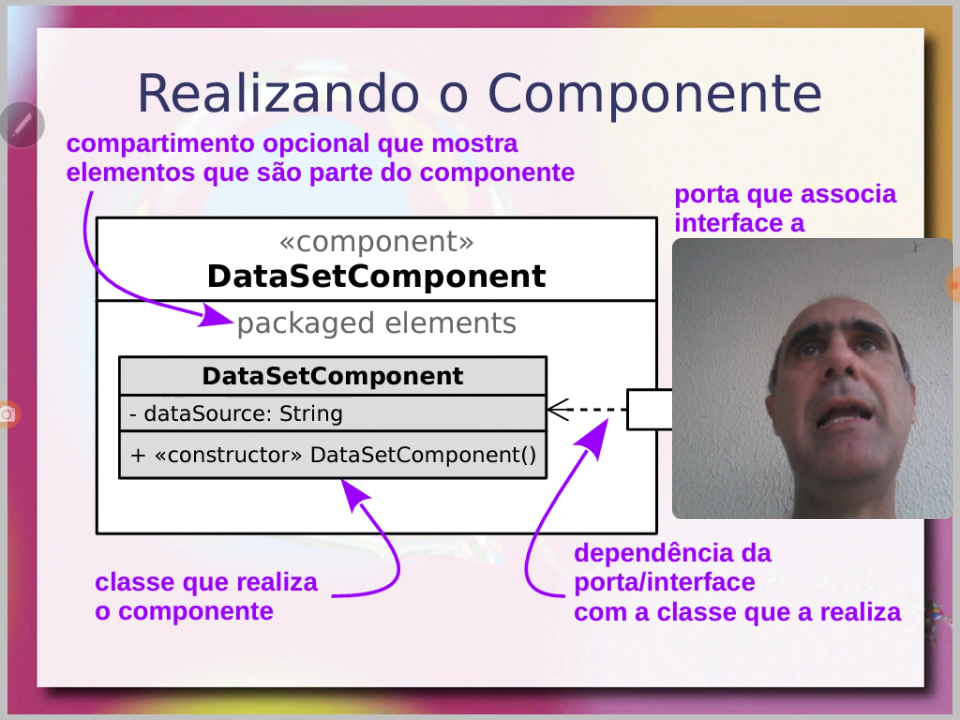 Realizando o Componente
compartimento opcional que mostra
elementos que são parte do componente
porta que associa
interface a
«component»
DataSetComponent
packaged elements
DataSetComponent
- dataSource: String
+ «constructor» DataSetComponent()
classe que realiza
o componente
dependência da
porta/interface
com a classe que a realiza